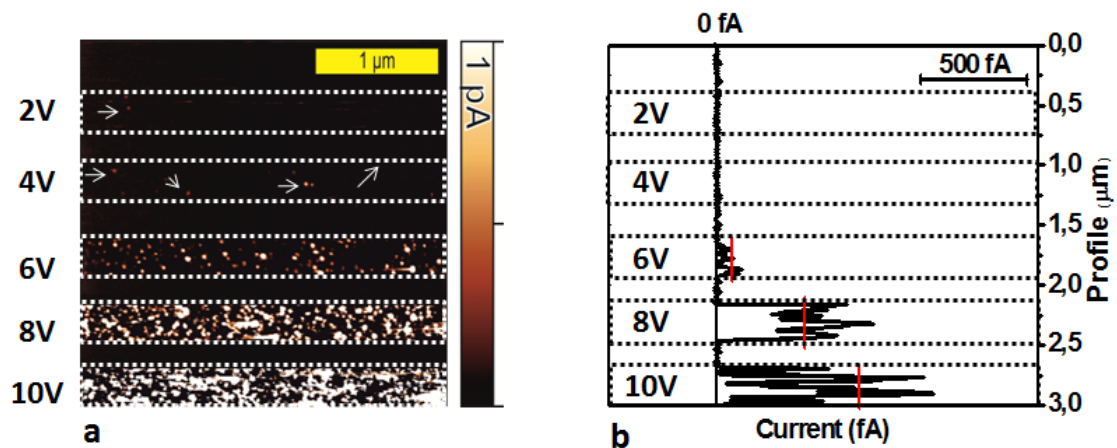 1 µm
1 pA
2V
4V
6V
8V
10V
a
0 fA
500 fA
2V
4V
6V
8V
10V
0,0
0,5
1,0
1,5
2,0
2,5
3,0
Profile (µm)
Current (fA)
b